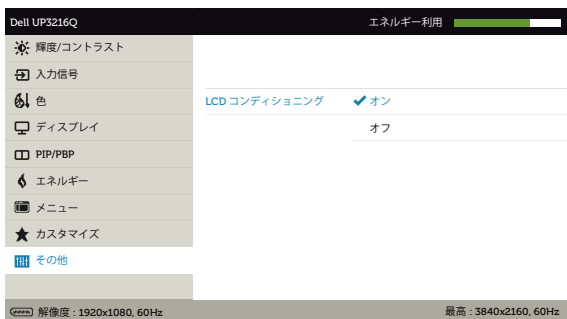 Dell UP3216Q
エネルギー利用
輝度/コントラスト
入力信号
色
LCD コンディショニング
オン
ディスプレイ
オフ
PIP/PBP
エネルギー
メニュー
カスタマイズ
その他
解像度 : 1920x1080, 60Hz
最高 : 3840x2160, 60Hz